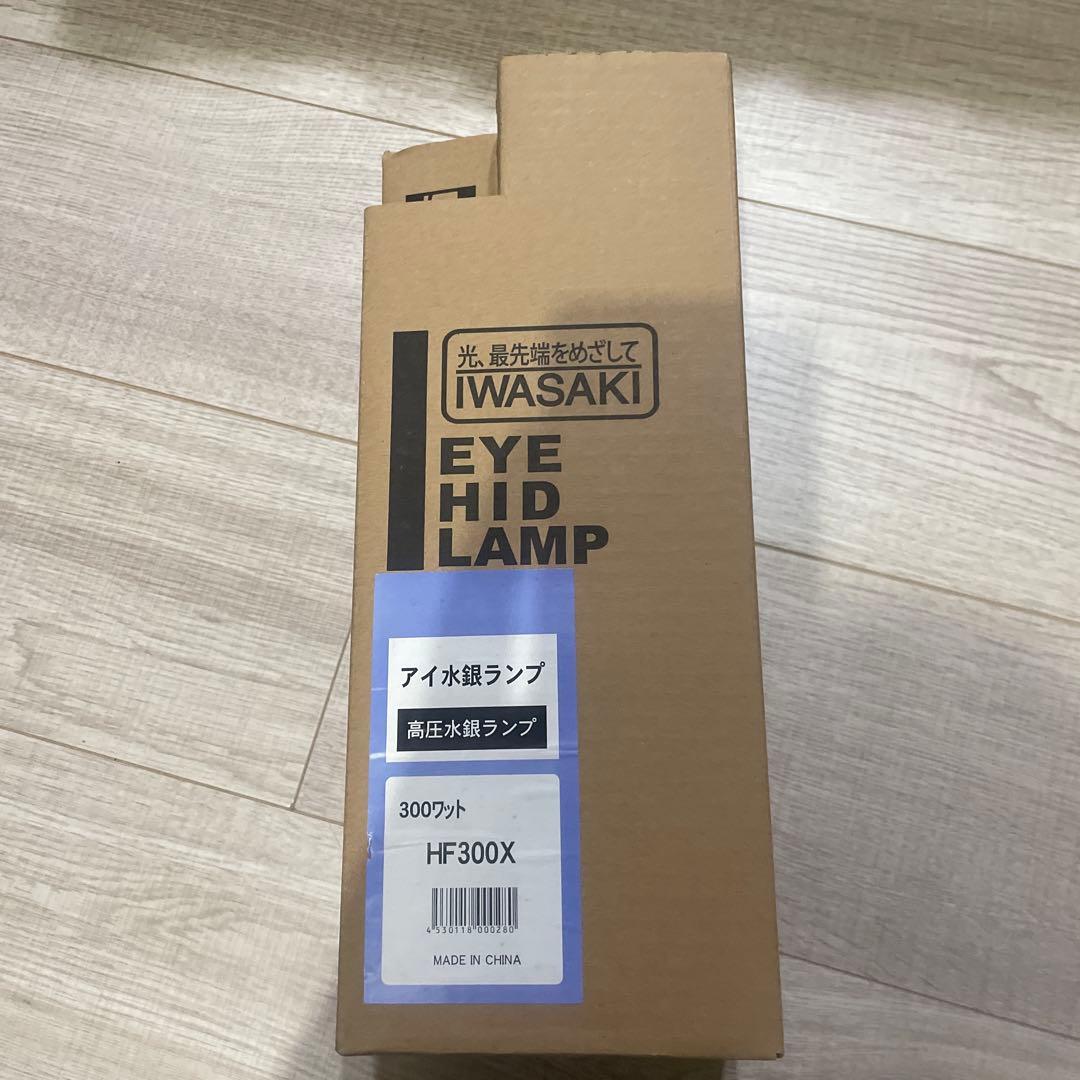 光、最先端をめざして
IWASAKI
EYE
HID
LAMP
アイ水銀ランプ
高圧水銀ランプ
300ワット
HF300X
4530118000280
MADE IN CHINA